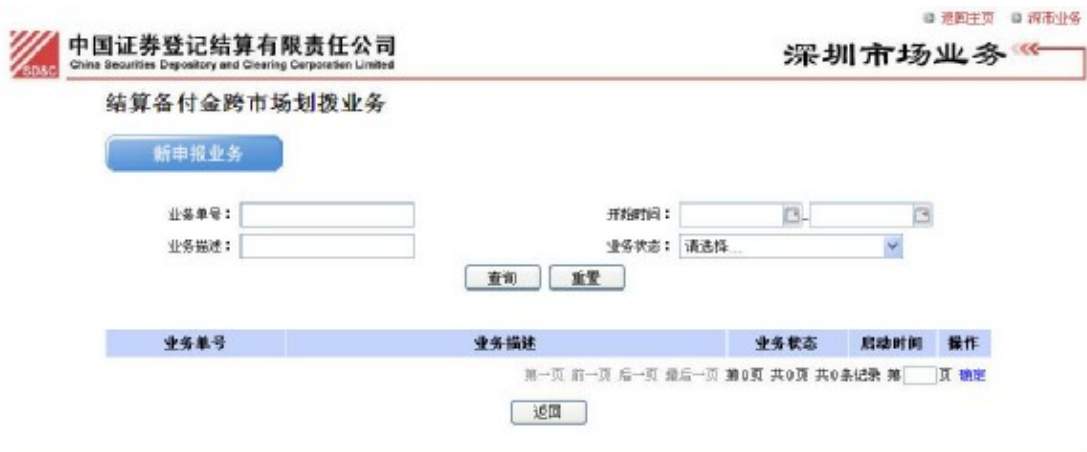 返回主页 深市业务
SD&C 中国证券登记结算有限责任公司
China Securities Depository and Clearing Corporation Limited
深圳市场业务
结算备付金跨市场划拨业务
新申报业务
业务单号： 开始时间： -
业务描述： 业务状态： 请选择...
查询 重置
业务单号 业务描述 业务状态 启动时间 操作
第一页 前一页 后一页 最后一页 第0页 共0页 共0条记录 第 页 确定
返回